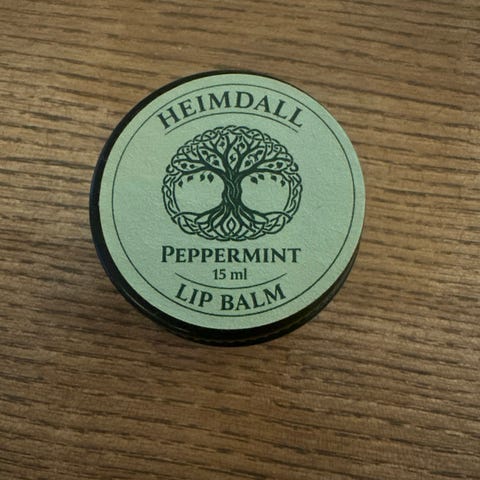 HEIMDALL
PEPPERMINT
15 ml
LIP BALM